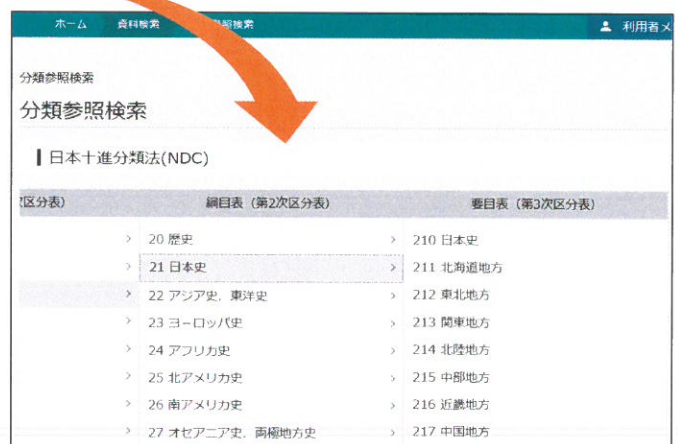 ホーム 資料検索 照検索 利用者メ
分類参照検索
分類参照検索
日本十進分類法(NDC)
次区分表) 綱目表（第2次区分表） 要目表（第3次区分表）
20 歴史 210 日本史
21 日本史 211 北海道地方
22 アジア史、東洋史 212 東北地方
23 ヨーロッパ史 213 関東地方
24 アフリカ史 214 北陸地方
25 北アメリカ史 215 中部地方
26 南アメリカ史 216 近畿地方
27 オセアニア史、両極地方史 217 中国地方